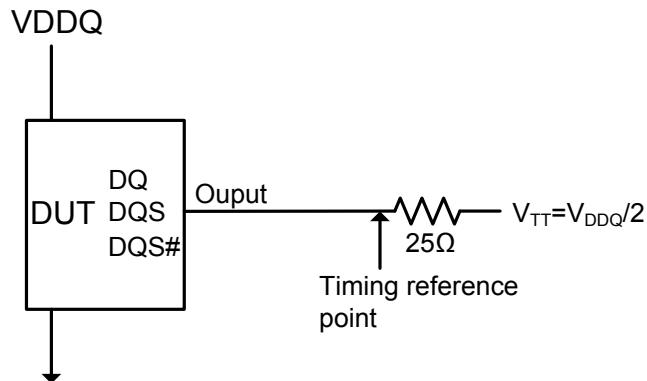 VDDQ
DUT
DQ
DQS
DQS#
Ouput
25Ω
VTT=VDDQ/2
Timing reference
point